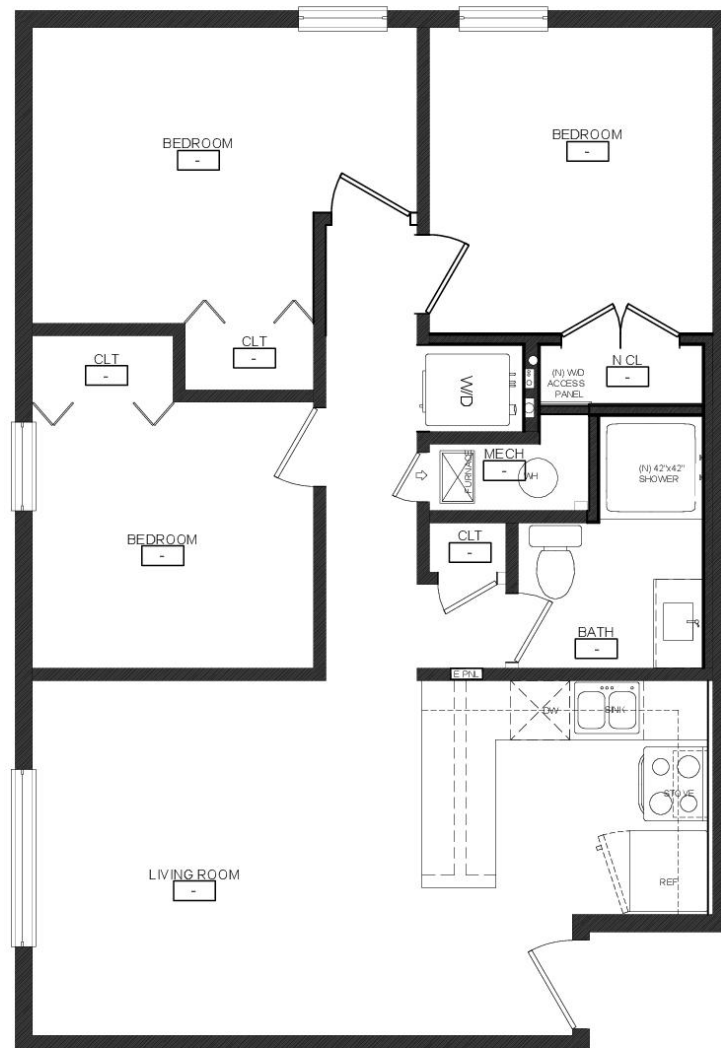 BEDROOM
-
BEDROOM
-
CLT
-
CLT
-
W/D
N CL
-
(N) W/D
ACCESS
PANEL
MECH
-
FURNACE
WH
(N) 42"x42"
SHOWER
BEDROOM
-
CLT
-
BATH
-
E PNL
DW
SINK
STOVE
LIVING ROOM
-
REF